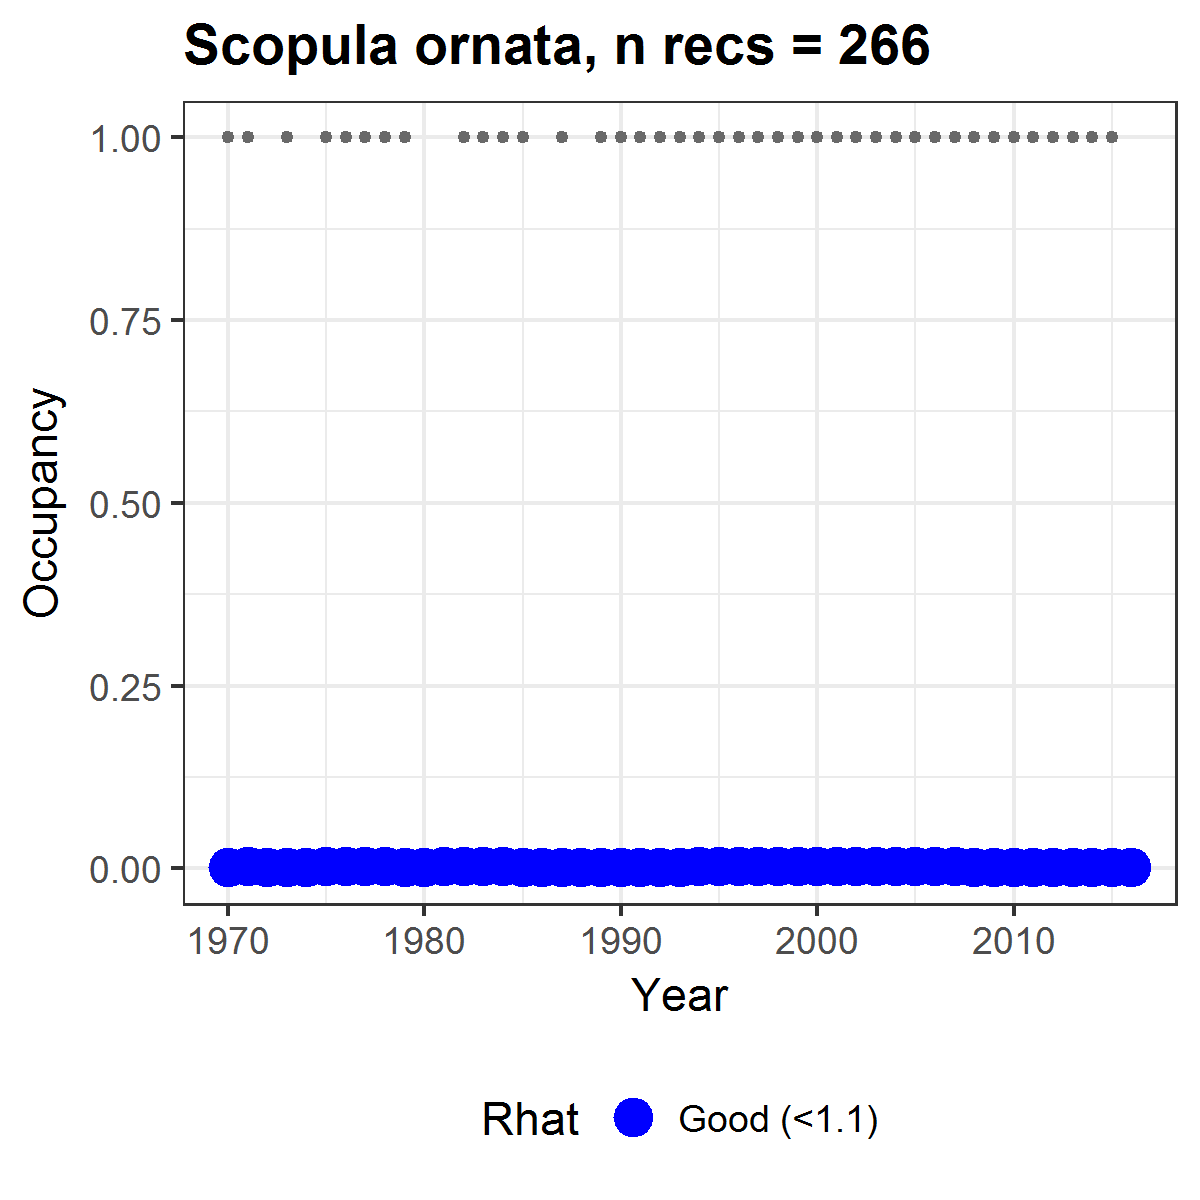 Scopula ornata, n recs = 266
1.00
0.75
0.50
0.25
0.00
Occupancy
1970 1980 1990 2000 2010
Year
Rhat Good (<1.1)